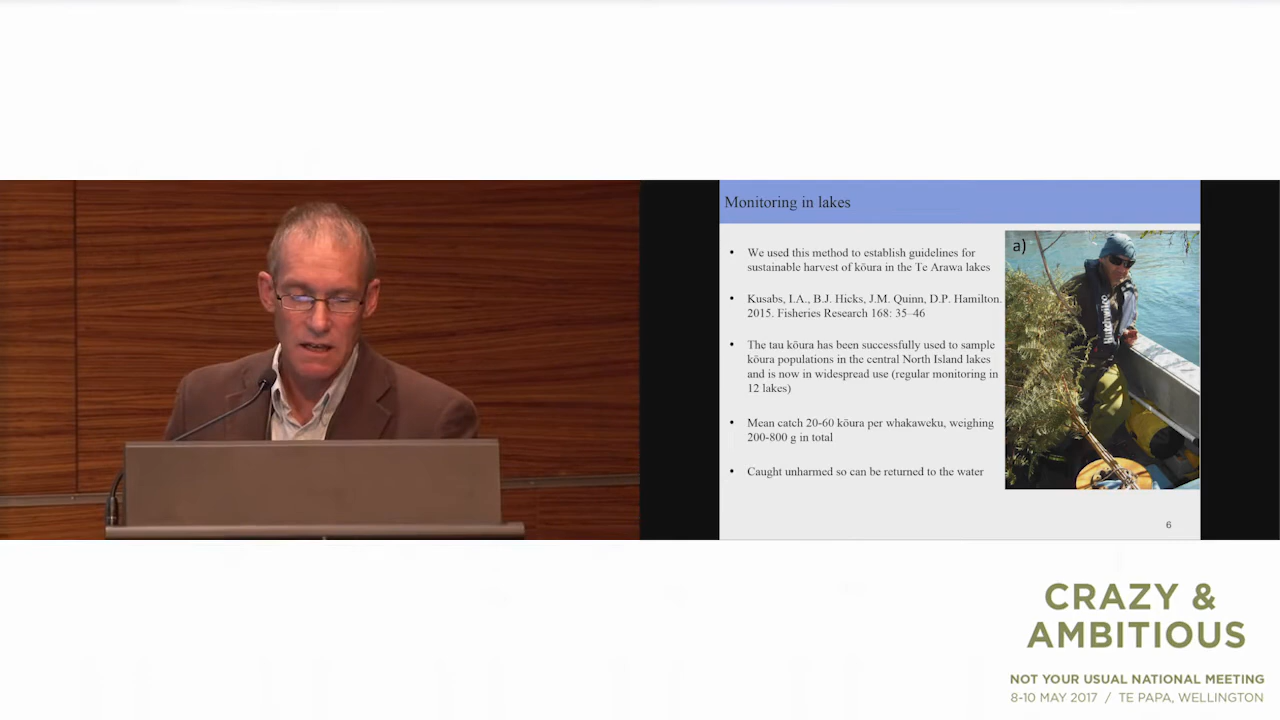 Monitoring in lakes
a)
• We used this method to establish guidelines for
sustainable harvest of kōura in the Te Arawa lakes
• Kusabs, I.A., B.J. Hicks, J.M. Quinn, D.P. Hamilton.
2015. Fisheries Research 168: 35–46
• The tau kōura has been successfully used to sample
kōura populations in the central North Island lakes
and is now in widespread use (regular monitoring in
12 lakes)
• Mean catch 20-60 kōura per whakaweku, weighing
200-800 g in total
• Caught unharmed so can be returned to the water
6
CRAZY &
AMBITIOUS
NOT YOUR USUAL NATIONAL MEETING
8-10 MAY 2017 / TE PAPA, WELLINGTON